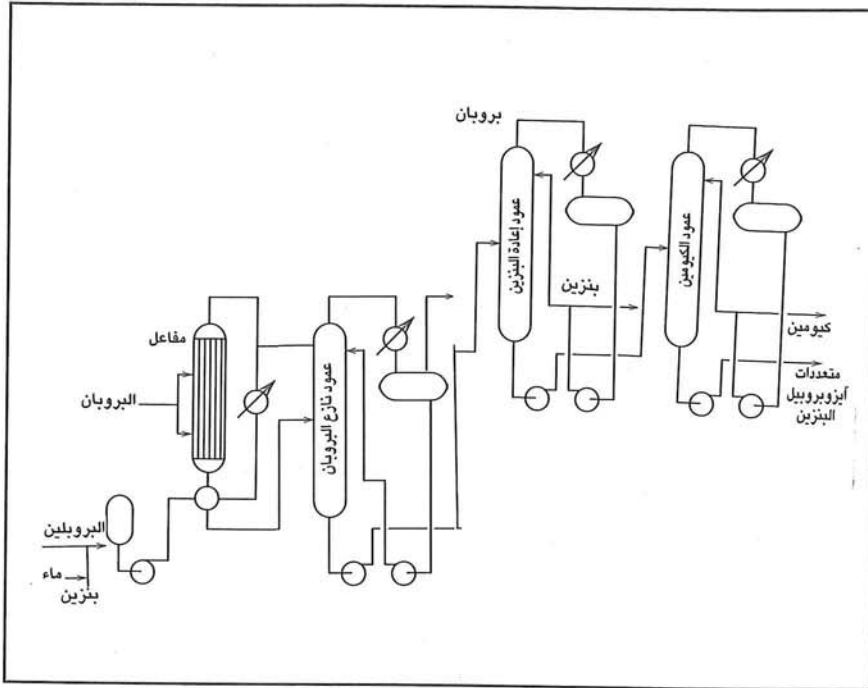 بروبان
عمود إعادة البنزين
عمود الكيومين
بنزين
كيومين
متعددات
أيزوبروبيل
البنزين
مفاعل
البروبان
عمود نازع البروبان
البروبلين
ماء
بنزين